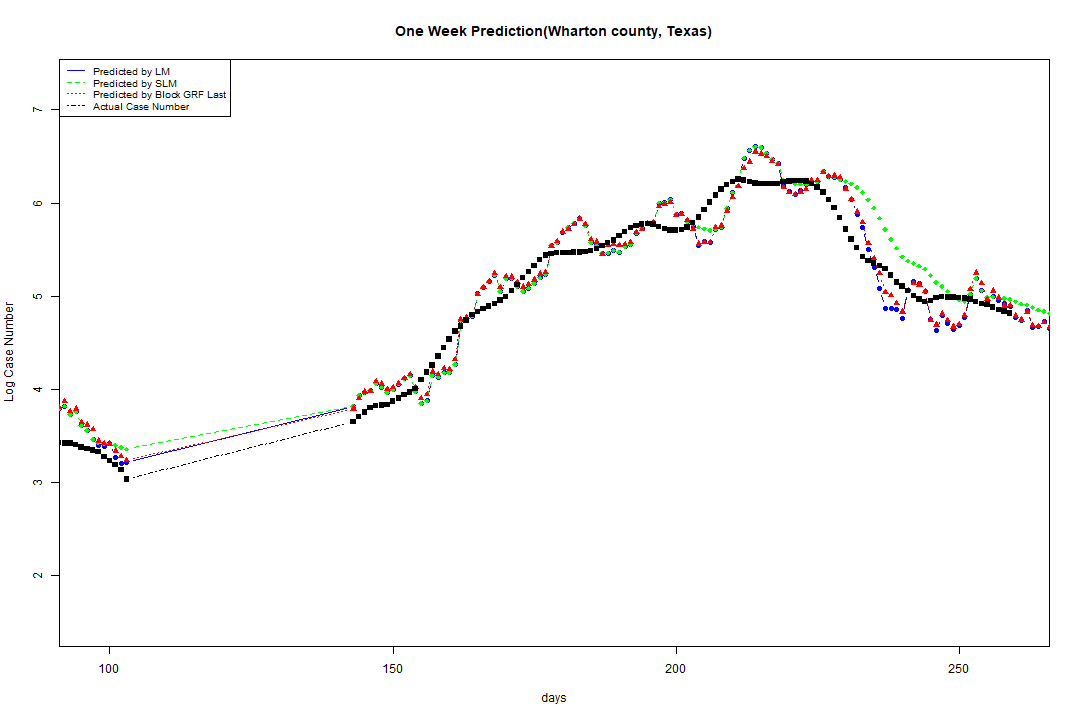 One Week Prediction(Wharton county, Texas)
Predicted by LM
Predicted by SLM
Predicted by Block GRF Last
Actual Case Number
7
6
5
4
3
2
Log Case Number
100 150 200 250
days